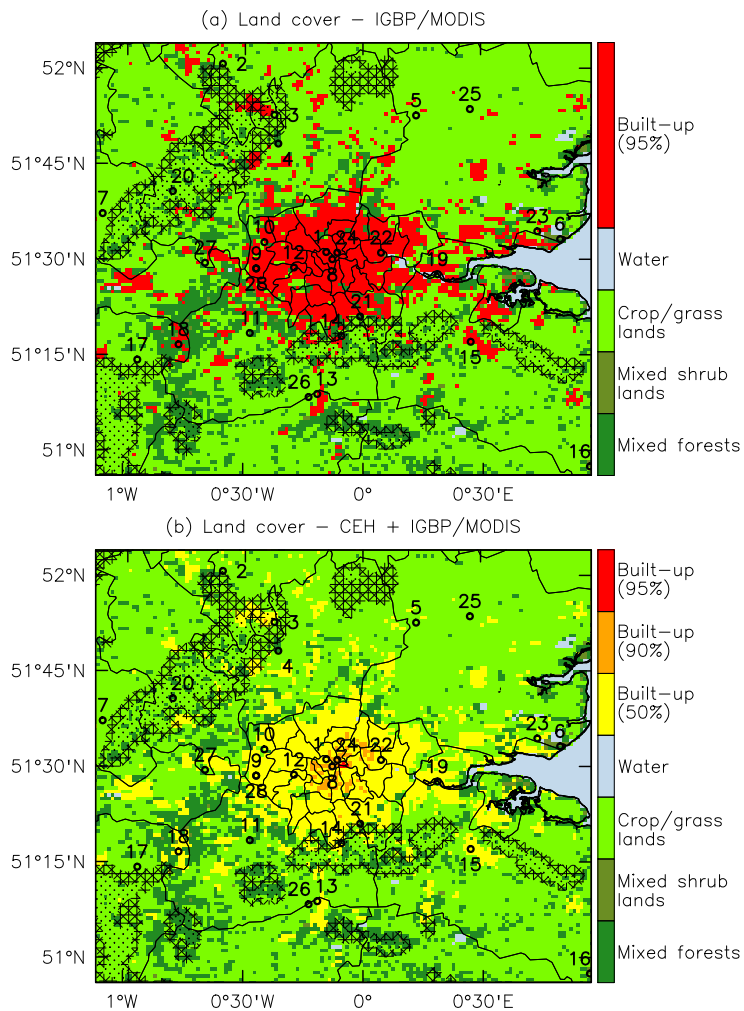 (a) Land cover – IGBP/MODIS
52°N
51°45'N
51°30'N
51°15'N
51°N
1°W
0°30'W
0°
0°30'E
2
3
4
5
25
20
7
10
27
9
12
1
24
22
8
28
19
23
6
21
11
14
18
17
15
26
13
16
Built–up
(95%)
Water
Crop/grass
lands
Mixed shrub
lands
Mixed forests
(b) Land cover – CEH + IGBP/MODIS
52°N
51°45'N
51°30'N
51°15'N
51°N
1°W
0°30'W
0°
0°30'E
2
3
4
5
25
20
7
10
27
9
12
1
24
22
8
28
19
23
6
21
11
14
18
17
15
26
13
16
Built–up
(95%)
Built–up
(90%)
Built–up
(50%)
Water
Crop/grass
lands
Mixed shrub
lands
Mixed forests